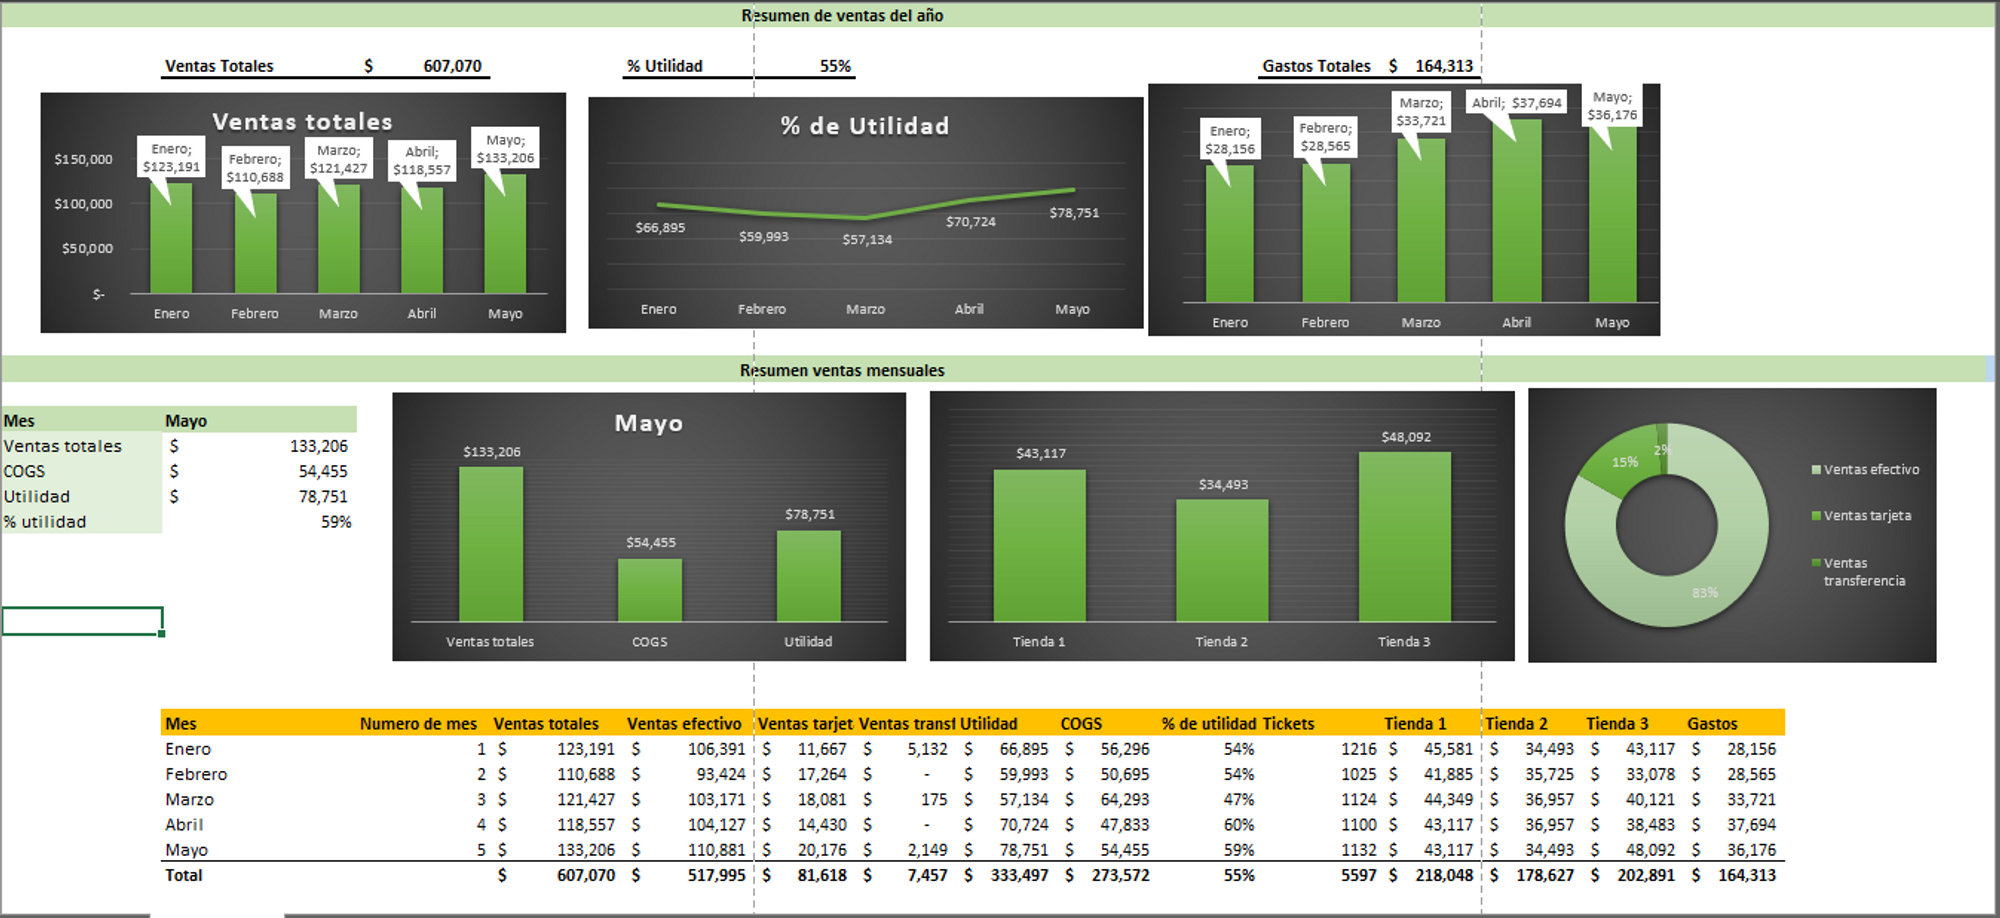 Resumen de ventas del año
Ventas Totales $ 607,070
% Utilidad 55%
Gastos Totales $ 164,313
Ventas totales
$150,000
$100,000
$50,000
$-
Enero; $123,191
Febrero; $110,688
Marzo; $121,427
Abril; $118,557
Mayo; $133,206
Enero Febrero Marzo Abril Mayo
% de Utilidad
$66,895 $59,993 $57,134 $70,724 $78,751
Enero Febrero Marzo Abril Mayo
Enero; $28,156
Febrero; $28,565
Marzo; $33,721
Abril; $37,694
Mayo; $36,176
Enero Febrero Marzo Abril Mayo
Resumen ventas mensuales
Mes Mayo
Ventas totales $ 133,206
COGS $ 54,455
Utilidad $ 78,751
% utilidad 59%
Mayo
$133,206 $54,455 $78,751
Ventas totales COGS Utilidad
$43,117 $34,493 $48,092
Tienda 1 Tienda 2 Tienda 3
15% 2% 83%
Ventas efectivo
Ventas tarjeta
Ventas
transferencia
Mes Numero de mes Ventas totales Ventas efectivo Ventas tarjet Ventas transf Utilidad COGS % de utilidad Tickets Tienda 1 Tienda 2 Tienda 3 Gastos
Enero 1 $ 123,191 $ 106,391 $ 11,667 $ 5,132 $ 66,895 $ 56,296 54% 1216 $ 45,581 $ 34,493 $ 43,117 $ 28,156
Febrero 2 $ 110,688 $ 93,424 $ 17,264 $ - $ 59,993 $ 50,695 54% 1025 $ 41,885 $ 35,725 $ 33,078 $ 28,565
Marzo 3 $ 121,427 $ 103,171 $ 18,081 $ 175 $ 57,134 $ 64,293 47% 1124 $ 44,349 $ 36,957 $ 40,121 $ 33,721
Abril 4 $ 118,557 $ 104,127 $ 14,430 $ - $ 70,724 $ 47,833 60% 1100 $ 43,117 $ 36,957 $ 38,483 $ 37,694
Mayo 5 $ 133,206 $ 110,881 $ 20,176 $ 2,149 $ 78,751 $ 54,455 59% 1132 $ 43,117 $ 34,493 $ 48,092 $ 36,176
Total $ 607,070 $ 517,995 $ 81,618 $ 7,457 $ 333,497 $ 273,572 55% 5597 $ 218,048 $ 178,627 $ 202,891 $ 164,313